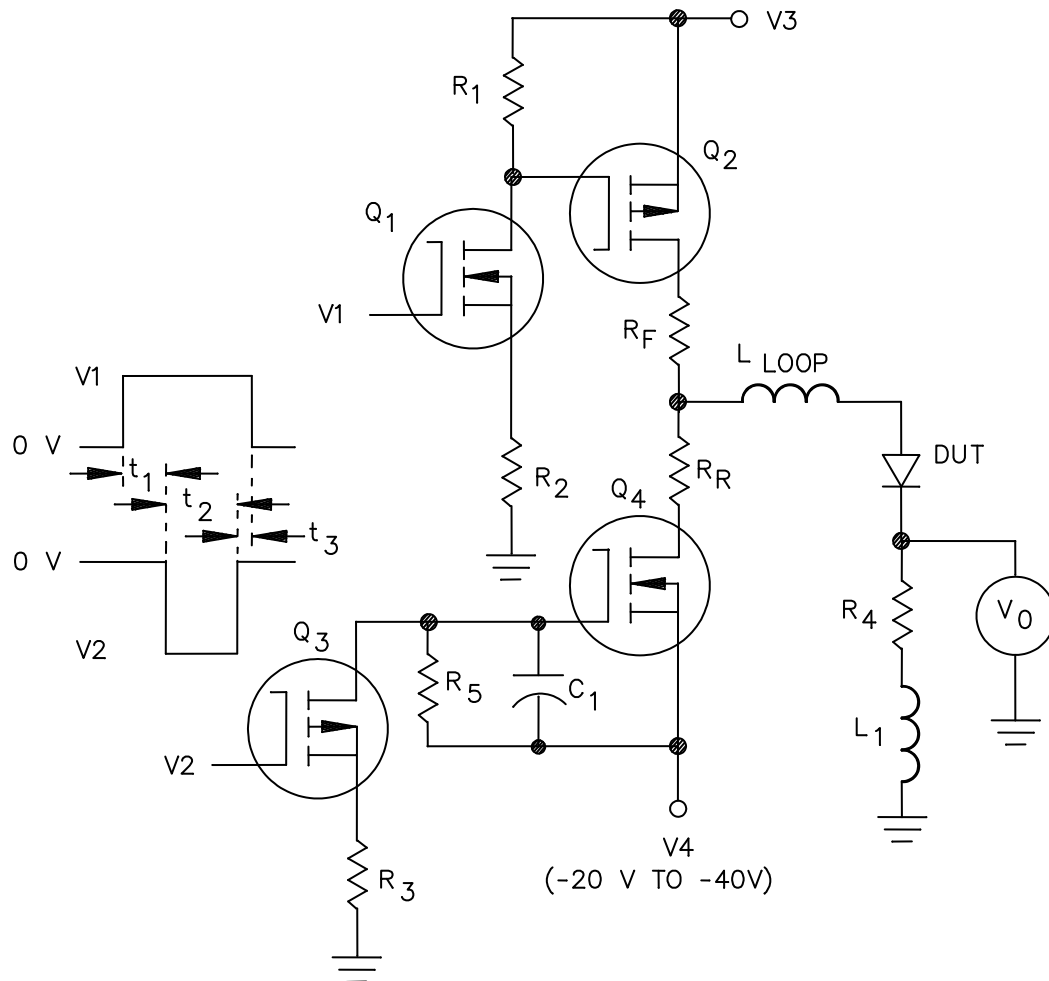 V3
R1
Q2
Q1
V1
RF
L LOOP
V1
0 V
t1
t2
t3
0 V
V2
R2
Q4
RR
DUT
R4
VO
L1
Q3
R5
C1
V2
R3
V4
(-20 V TO -40V)